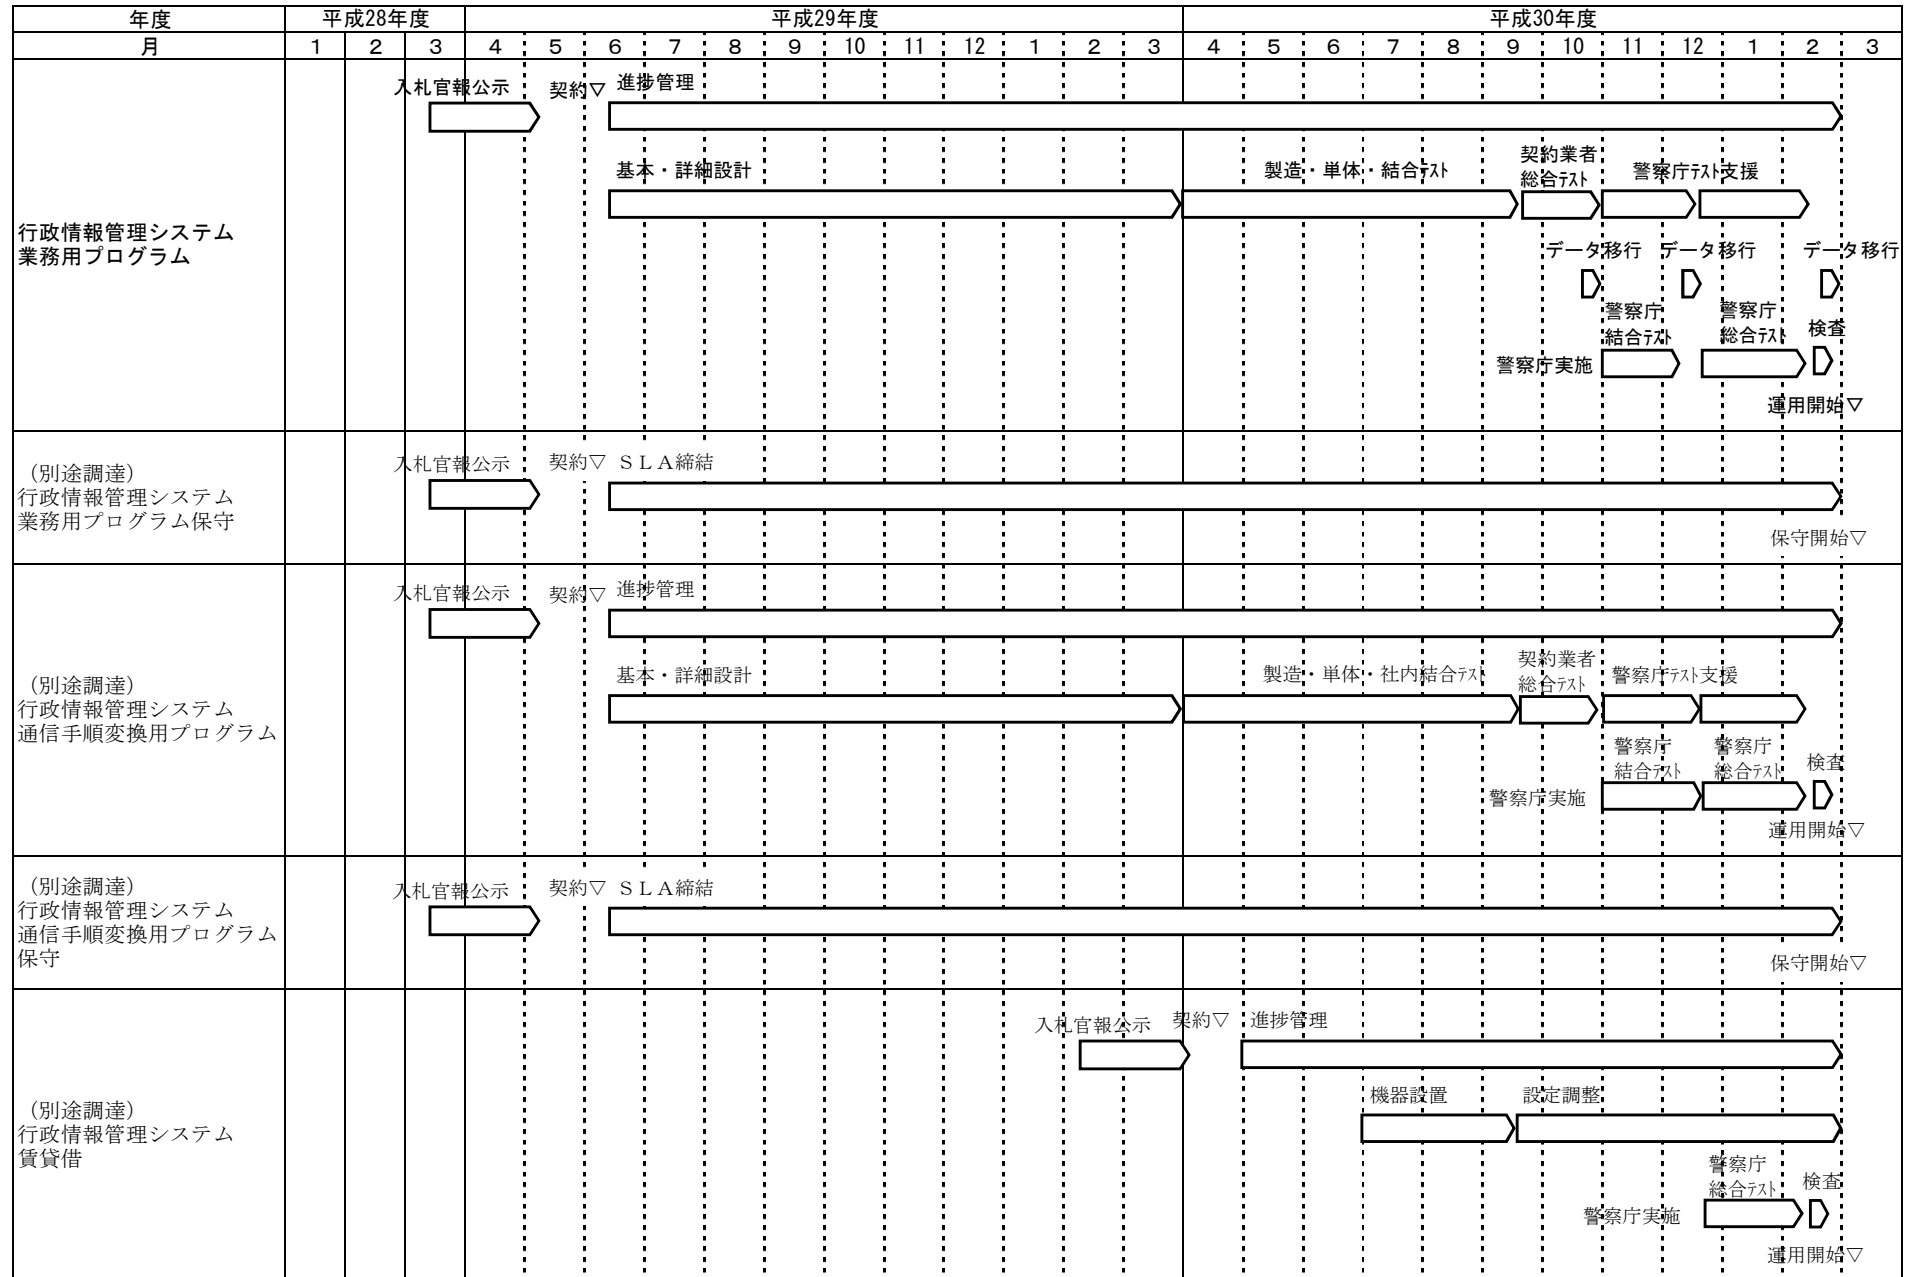 年度 平成28年度 平成29年度 平成30年度
月 1 2 3 4 5 6 7 8 9 10 11 12 1 2 3 4 5 6 7 8 9 10 11 12 1 2 3
行政情報管理システム
業務用プログラム
入札官報公示 契約▽ 進捗管理
基本・詳細設計 製造・単体・結合ﾃｽﾄ 契約業者 警察庁ﾃｽﾄ支援
総合ﾃｽﾄ
データ移行 データ移行 データ移行
警察庁 警察庁
結合ﾃｽﾄ 総合ﾃｽﾄ 検査
警察庁実施
運用開始▽
（別途調達）
行政情報管理システム
業務用プログラム保守
入札官報公示 契約▽ ＳＬＡ締結
保守開始▽
（別途調達）
行政情報管理システム
通信手順変換用プログラム
入札官報公示 契約▽ 進捗管理
基本・詳細設計 製造・単体・社内結合ﾃｽﾄ 契約業者 警察庁ﾃｽﾄ支援
総合ﾃｽﾄ
警察庁 警察庁
結合ﾃｽﾄ 総合ﾃｽﾄ 検査
警察庁実施
運用開始▽
（別途調達）
行政情報管理システム
通信手順変換用プログラム
保守
入札官報公示 契約▽ ＳＬＡ締結
保守開始▽
（別途調達）
行政情報管理システム
賃貸借
入札官報公示 契約▽ 進捗管理
機器設置 設定調整
警察庁
総合ﾃｽﾄ 検査
警察庁実施
運用開始▽